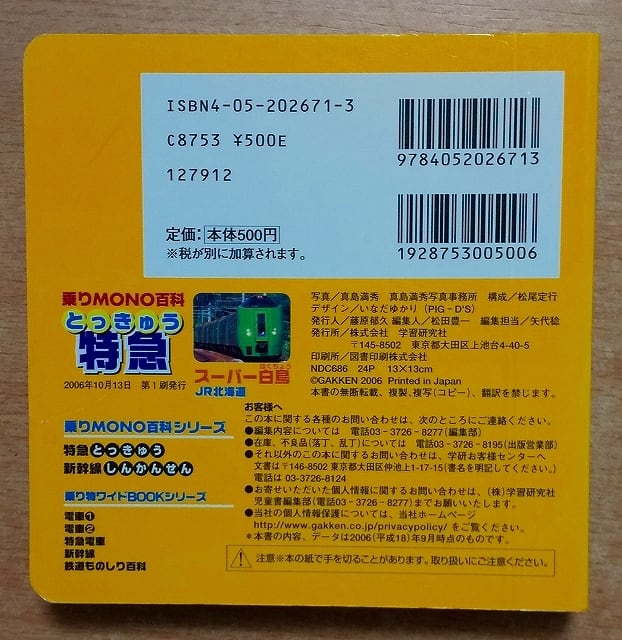 ISBN4-05-202671-3
C8753 ¥500E
127912
9784052026713
1928753005006
定価：本体500円
※税が別に加算されます。
乗りMONO百科
とっきゅう
特急
2006年10月13日　第1刷発行
はくちょう
スーパー白鳥
JR北海道
写真／真島満秀　真島満秀写真事務所　構成／松尾定行
デザイン／いなだゆかり（PIG-D'S）
発行人／藤原郁久　編集人／松田豊一　編集担当／矢代稔
発行所／株式会社　学習研究社
〒145-8502　東京都大田区上池台4-40-5
印刷所／図書印刷株式会社
NDC686　24P　13×13cm
©GAKKEN 2006 Printed in Japan
本書の無断転載、複製、複写（コピー）、翻訳を禁じます。
乗りMONO百科シリーズ
特急とっきゅう
新幹線しんかんせん
乗り物ワイドBOOKシリーズ
電車❶
電車❷
特急電車
新幹線
鉄道ものしり百科
お客様へ
この本に関する各種のお問い合わせは、次のところにご連絡ください。
●編集内容については　電話03-3726-8277（編集部）
●在庫、不良品（落丁、乱丁）については　電話03-3726-8195（出版営業部）
●それ以外のこの本に関するお問い合わせは、学研お客様センターへ
文書は〒146-8502 東京都大田区仲池上1-17-15（書名を明記してください。）
電話は 03-3726-8124
●お寄せいただいた個人情報に関するお問い合わせは、（株）学習研究社
児童書編集部（電話03-3726-8277）までお願いいたします。
●当社の個人情報保護については、当社ホームページ
http://www.gakken.co.jp/privacypolicy/ をご覧ください。
＊本書の内容、データは2006（平成18）年9月時点のものです。
注意※本の紙で手を切ることがあります。取り扱いにご注意ください。